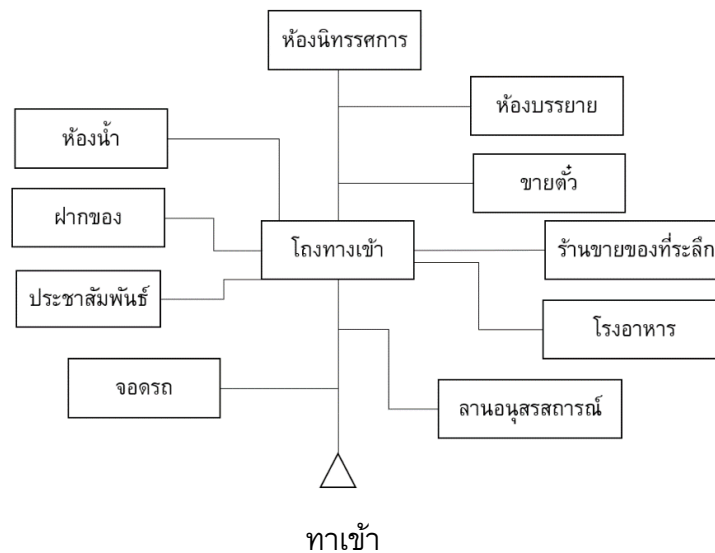 ห้องนิทรรศการ
ห้องบรรยาย
ห้องน้ำ
ขายตั๋ว
ฝากของ
โถงทางเข้า
ร้านขายของที่ระลึก
ประชาสัมพันธ์
โรงอาหาร
จอดรถ
ลานอนุสรสถารณ์
ทาเข้า